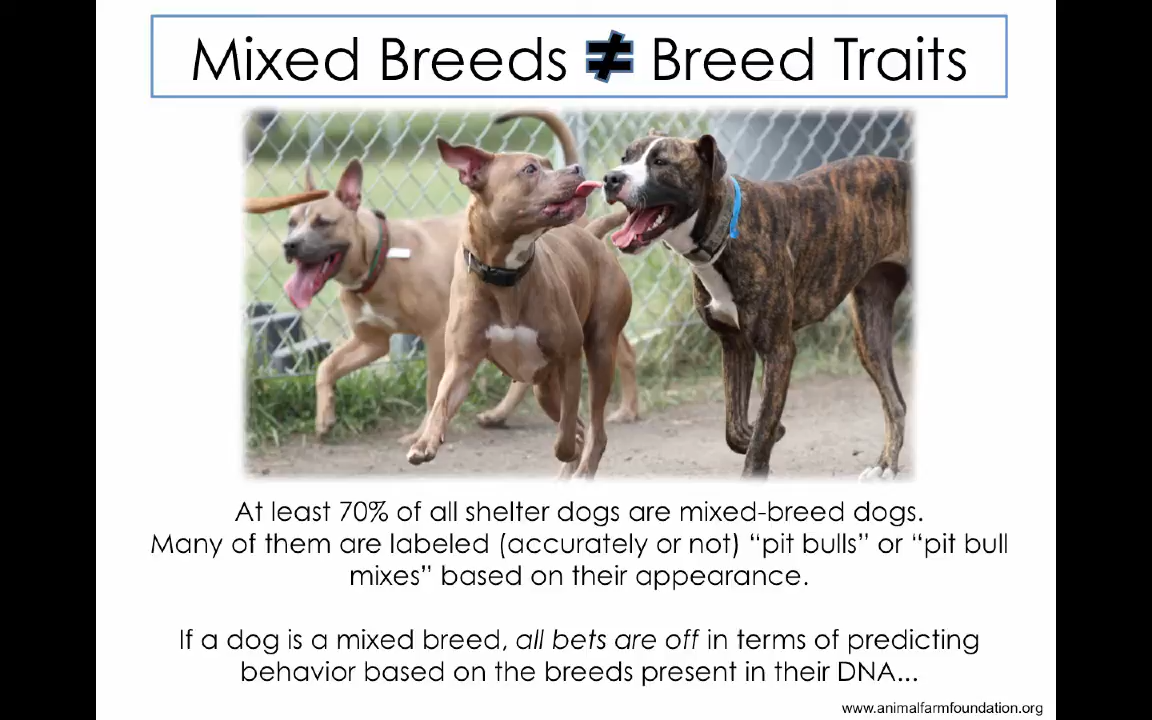 Mixed Breeds ≠ Breed Traits
At least 70% of all shelter dogs are mixed-breed dogs.
Many of them are labeled (accurately or not) “pit bulls” or “pit bull
mixes” based on their appearance.
If a dog is a mixed breed, all bets are off in terms of predicting
behavior based on the breeds present in their DNA...
www.animalfarmfoundation.org